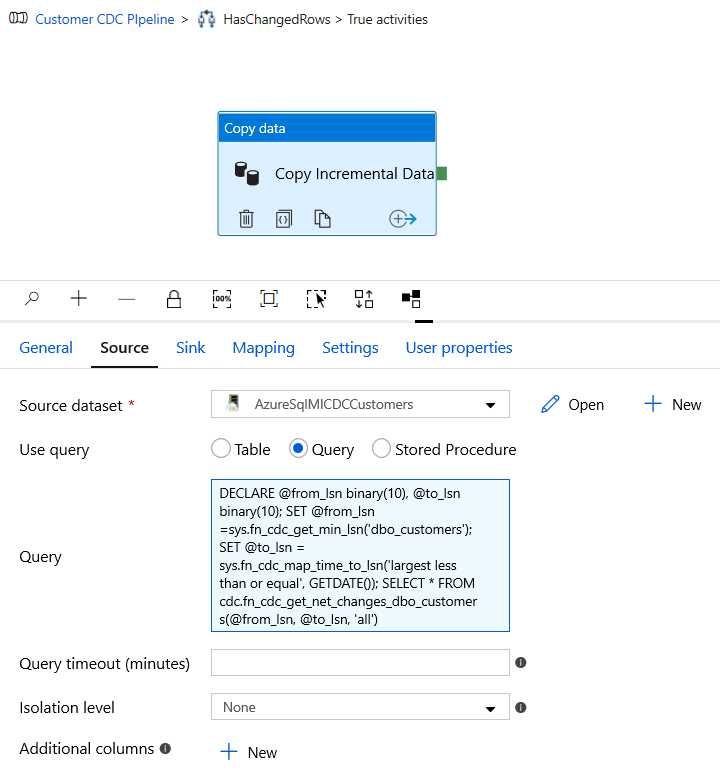 Customer CDC PIpeline > HasChangedRows > True activities
Copy data
Copy Incremental Data
100%
General Source Sink Mapping Settings User properties
Source dataset * AzureSqlMICDCCustomers Open New
Use query Table Query Stored Procedure
Query
DECLARE @from_lsn binary(10), @to_lsn
binary(10); SET @from_lsn
=sys.fn_cdc_get_min_lsn('dbo_customers');
SET @to_lsn =
sys.fn_cdc_map_time_to_lsn('largest less
than or equal', GETDATE()); SELECT * FROM
cdc.fn_cdc_get_net_changes_dbo_customer
s(@from_lsn, @to_lsn, 'all')
Query timeout (minutes)
Isolation level None
Additional columns New